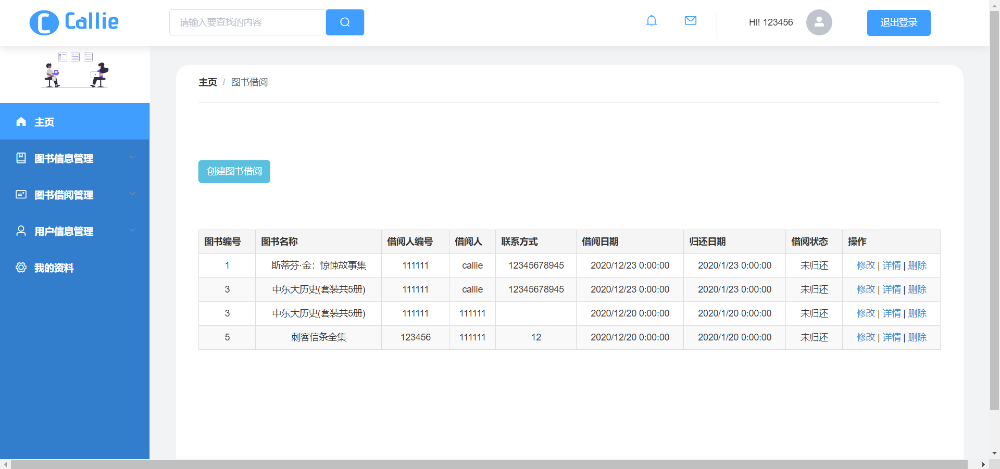 Callie
请输入要查找的内容
Hi! 123456
退出登录
主页 / 图书借阅
主页
图书信息管理
图书借阅管理
用户信息管理
我的资料
创建图书借阅
图书编号 图书名称 借阅人编号 借阅人 联系方式 借阅日期 归还日期 借阅状态 操作
1 斯蒂芬·金：惊悚故事集 111111 callie 12345678945 2020/12/23 0:00:00 2020/1/23 0:00:00 未归还 修改 | 详情 | 删除
3 中东大历史(套装共5册) 111111 callie 12345678945 2020/12/23 0:00:00 2020/1/23 0:00:00 未归还 修改 | 详情 | 删除
3 中东大历史(套装共5册) 111111 111111 2020/12/20 0:00:00 2020/1/20 0:00:00 未归还 修改 | 详情 | 删除
5 刺客信条全集 123456 111111 12 2020/12/20 0:00:00 2020/1/20 0:00:00 未归还 修改 | 详情 | 删除